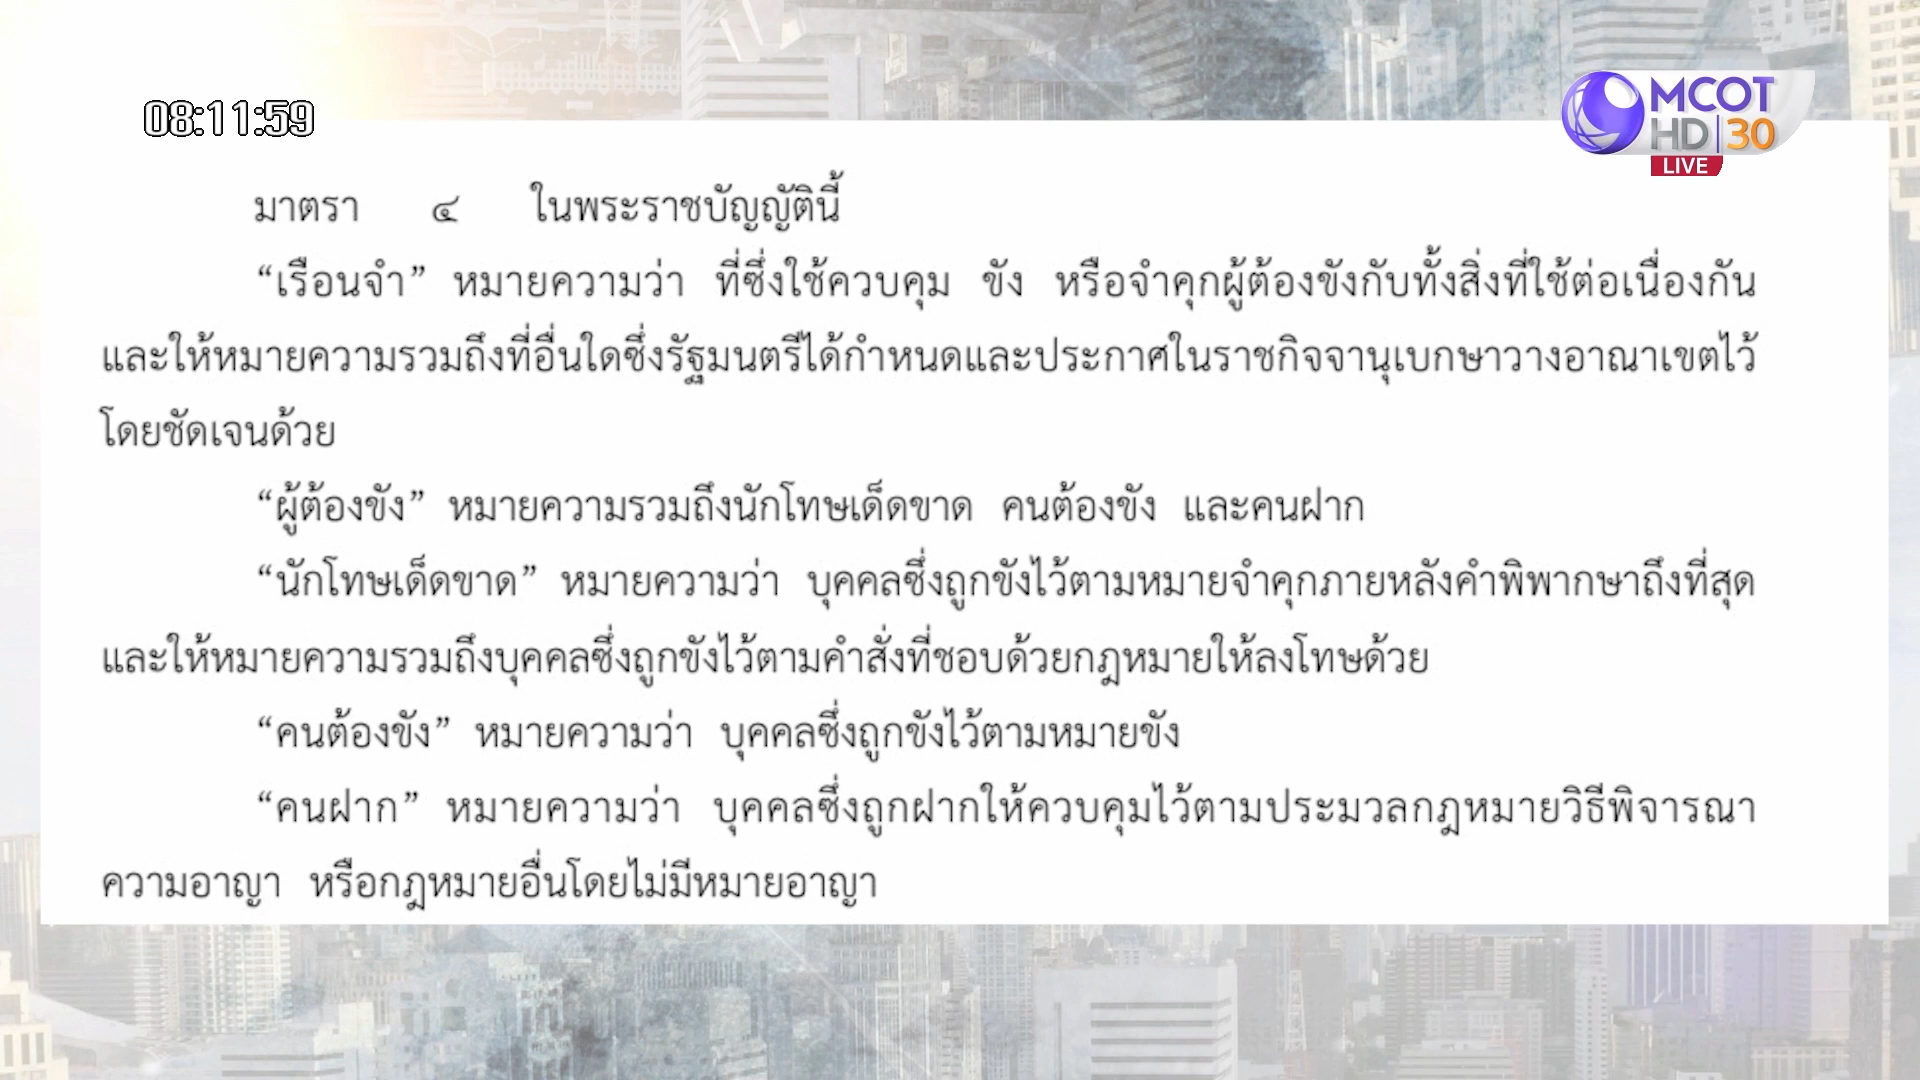 08:11:59
MCOT
HD 30
LIVE
มาตรา ๔ ในพระราชบัญญัตินี้
“เรือนจำ” หมายความว่า ที่ซึ่งใช้ควบคุม ขัง หรือจำคุกผู้ต้องขังกับทั้งสิ่งที่ใช้ต่อเนื่องกัน
และให้หมายความรวมถึงที่อื่นใดซึ่งรัฐมนตรีได้กำหนดและประกาศในราชกิจจานุเบกษาวางอาณาเขตไว้
โดยชัดเจนด้วย
“ผู้ต้องขัง” หมายความรวมถึงนักโทษเด็ดขาด คนต้องขัง และคนฝาก
“นักโทษเด็ดขาด” หมายความว่า บุคคลซึ่งถูกขังไว้ตามหมายจำคุกภายหลังคำพิพากษาถึงที่สุด
และให้หมายความรวมถึงบุคคลซึ่งถูกขังไว้ตามคำสั่งที่ชอบด้วยกฎหมายให้ลงโทษด้วย
“คนต้องขัง” หมายความว่า บุคคลซึ่งถูกขังไว้ตามหมายขัง
“คนฝาก” หมายความว่า บุคคลซึ่งถูกฝากให้ควบคุมไว้ตามประมวลกฎหมายวิธีพิจารณา
ความอาญา หรือกฎหมายอื่นโดยไม่มีหมายอาญา